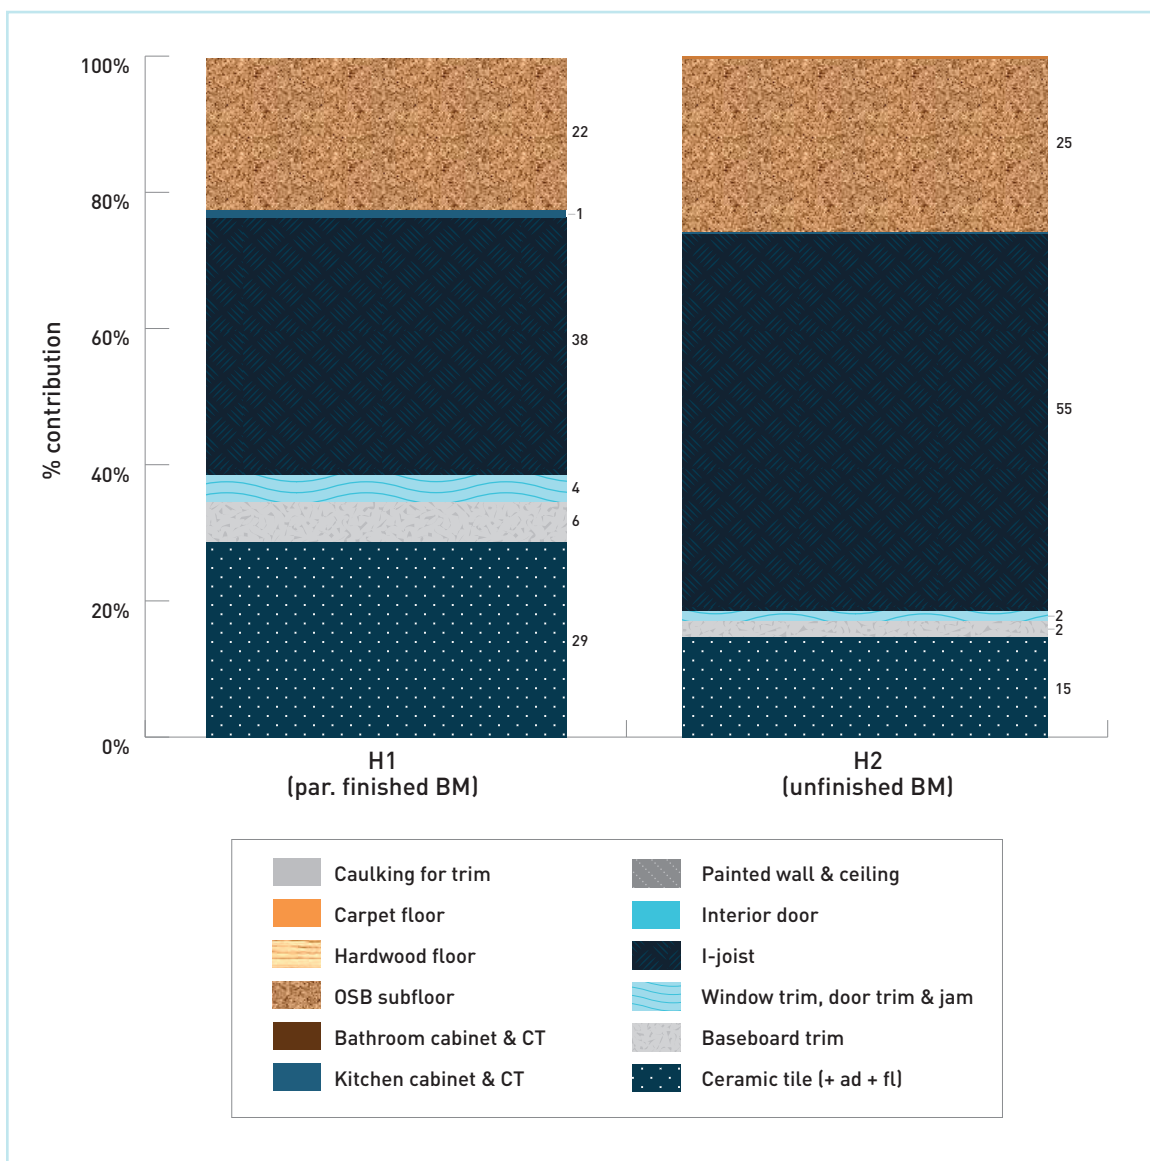 100%
80%
60%
40%
20%
0%
% contribution
22
1
38
4
6
29
25
55
2
2
15
H1
(par. finished BM)
H2
(unfinished BM)
Caulking for trim
Carpet floor
Hardwood floor
OSB subfloor
Bathroom cabinet & CT
Kitchen cabinet & CT
Painted wall & ceiling
Interior door
I-joist
Window trim, door trim & jam
Baseboard trim
Ceramic tile (+ ad + fl)